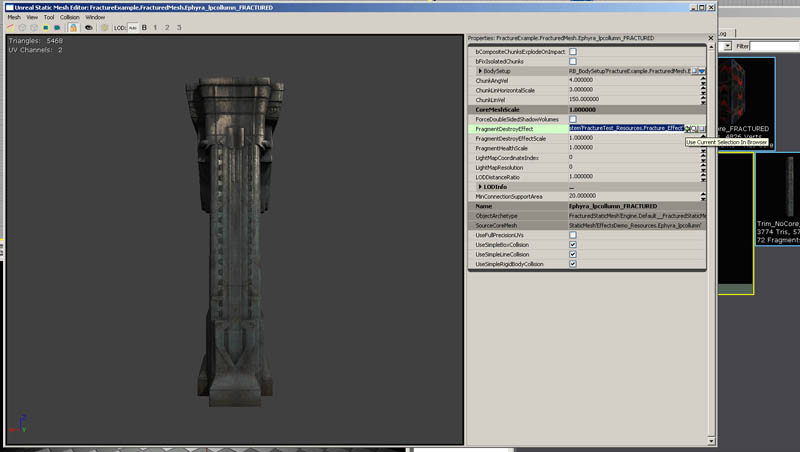 Unreal Static Mesh Editor: FractureExample.FracturedMesh.Ephyra_lpcollumn_FRACTURED
Mesh View Tool Collision Window
LOD: Auto B 1 2 3
Triangles: 5468
UV Channels: 2
Properties: FractureExample.FracturedMesh.Ephyra_lpcollumn_FRACTURED
bCompositeChunksExplodeOnImpact
bFixIsolatedChunks
BodySetup RB_BodySetup'FractureExample.FracturedMesh.E
ChunkAngVel 4.000000
ChunkLinHorizontalScale 3.000000
ChunkLinVel 150.000000
CoreMeshScale 1.000000
ForceDoubleSidedShadowVolumes
FragmentDestroyEffect stem'FractureTest_Resources.Fracture_Effect'
FragmentDestroyEffectScale 1.000000
Use Current Selection In Browser
FragmentHealthScale 1.000000
LightMapCoordinateIndex 0
LightMapResolution 0
LODDistanceRatio 1.000000
LODInfo ...
MinConnectionSupportArea 20.000000
Name Ephyra_lpcollumn_FRACTURED
ObjectArchetype FracturedStaticMesh'Engine.Default__FracturedStaticMe
SourceCoreMesh StaticMesh'EffectsDemo_Resources.Ephyra_lpcollumn'
UseFullPrecisionUVs
UseSimpleBoxCollision
UseSimpleLineCollision
UseSimpleRigidBodyCollision
Log
Filter
re_FRACTURED
4826 Verts
Trim_NoCore_
3774 Tris, 57
72 Fragment